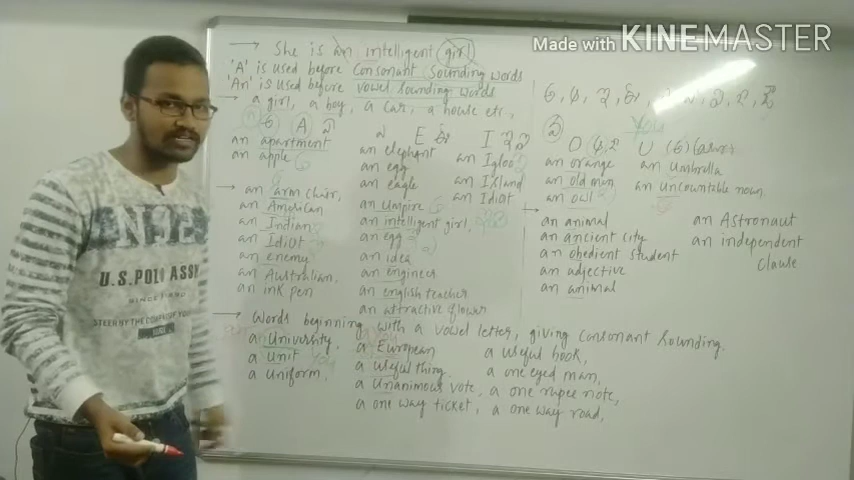 Made with KINEMASTER
→ She is an intelligent girl
'A' is used before Consonant Sounding words
'An' is used before vowel Sounding words
→ a girl, a boy, a car, a house etc.,
A
an apartment
an apple
E
an elephant
an egg
an eagle
I
an Igloo
an Island
an Idiot
You
O
an orange
an old man
an owl
U
an Umbrella
an uncountable noun
→ an arm chair,
an American
an Indian
an Idiot
an enemy
an Australian,
an ink pen
an Umpire
an intelligent girl,
an egg
an idea
an engineer
an english teacher
an attractive flower
→ an animal
an ancient city
an obedient student
an adjective
an animal
an Astronaut
an independent
clause
→ Words beginning with a vowel letter, giving Consonant Sounding.
a University.
a Unit
a Uniform,
a European
a useful thing.
a Unanimous vote,
a one way ticket,
a useful book,
a one eyed man,
a one rupee note,
a one way road,
U.S. POLO ASSN